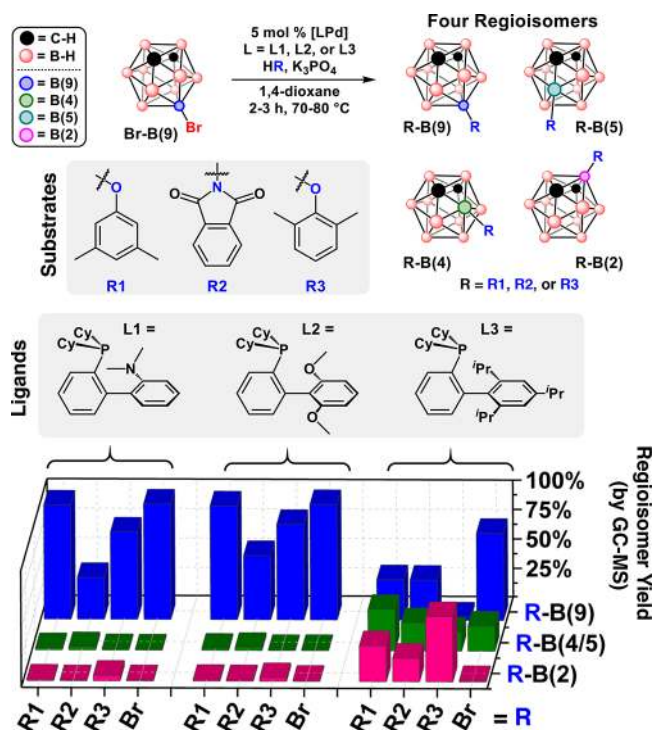 = C-H
= B-H
= B(9)
= B(4)
= B(5)
= B(2)
Br-B(9)
Br
5 mol % [LPd]
L = L1, L2, or L3
HR, K₃PO₄
1,4-dioxane
2-3 h, 70-80 °C
Four Regioisomers
R
R-B(9)
R
R-B(5)
R
R-B(4)
R
R-B(2)
R = R1, R2, or R3
Substrates
O
R1
O N O
R2
O
R3
Ligands
L1 =
Cy
Cy P
N
L2 =
Cy
Cy P
O
O
L3 =
Cy
Cy P
iPr
iPr
iPr
100%
75%
50%
25%
Regioisomer Yield
(by GC-MS)
R-B(9)
R-B(4/5)
R-B(2)
R1 R2 R3 Br R1 R2 R3 Br R1 R2 R3 Br = R